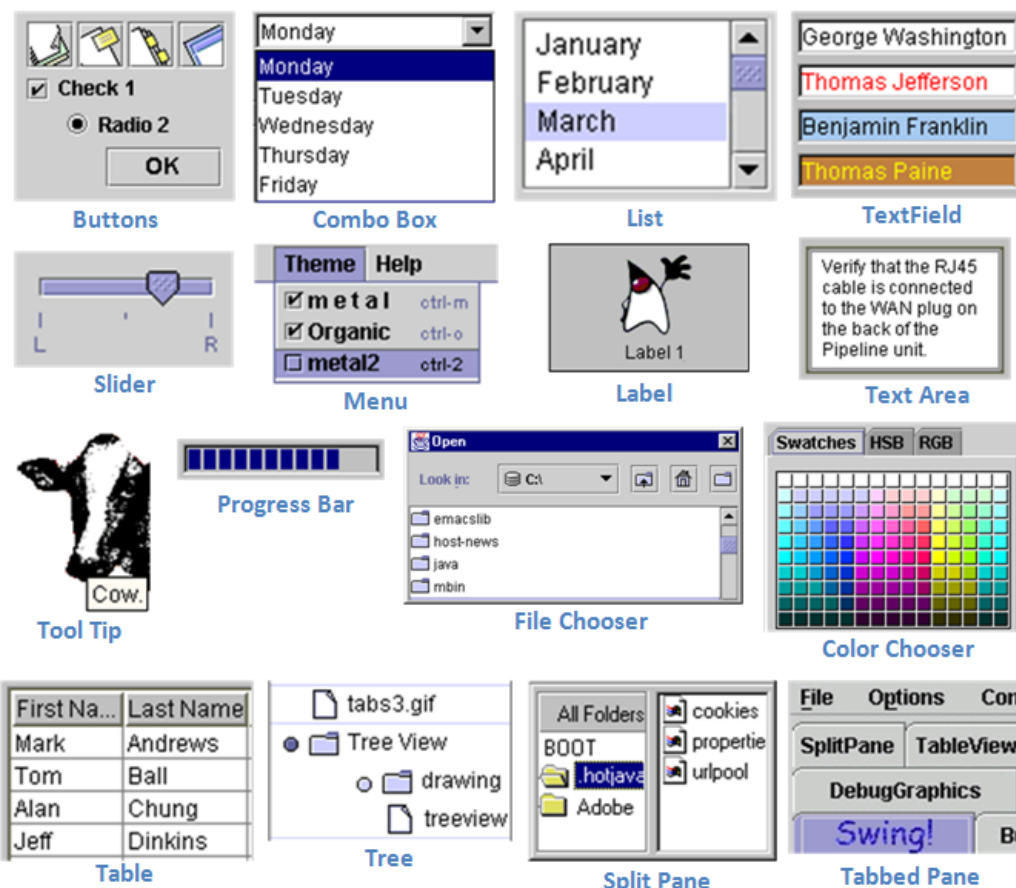 Check 1
Radio 2
OK
Buttons
Monday
Monday
Tuesday
Wednesday
Thursday
Friday
Combo Box
January
February
March
April
List
George Washington
Thomas Jefferson
Benjamin Franklin
Thomas Paine
TextField
L
R
Slider
Theme Help
metal ctrl-m
Organic ctrl-o
metal2 ctrl-2
Menu
Label 1
Label
Verify that the RJ45
cable is connected
to the WAN plug on
the back of the
Pipeline unit.
Text Area
Cow.
Tool Tip
Progress Bar
Open
Look in: C:\
emacslib
host-news
java
mbin
File Chooser
Swatches HSB RGB
Color Chooser
First Na... Last Name
Mark Andrews
Tom Ball
Alan Chung
Jeff Dinkins
Table
tabs3.gif
Tree View
drawing
treeview
Tree
All Folders
BOOT
.hotjava
Adobe
cookies
propertie
urlpool
Split Pane
File Options Con
SplitPane TableView
DebugGraphics
Swing! B
Tabbed Pane